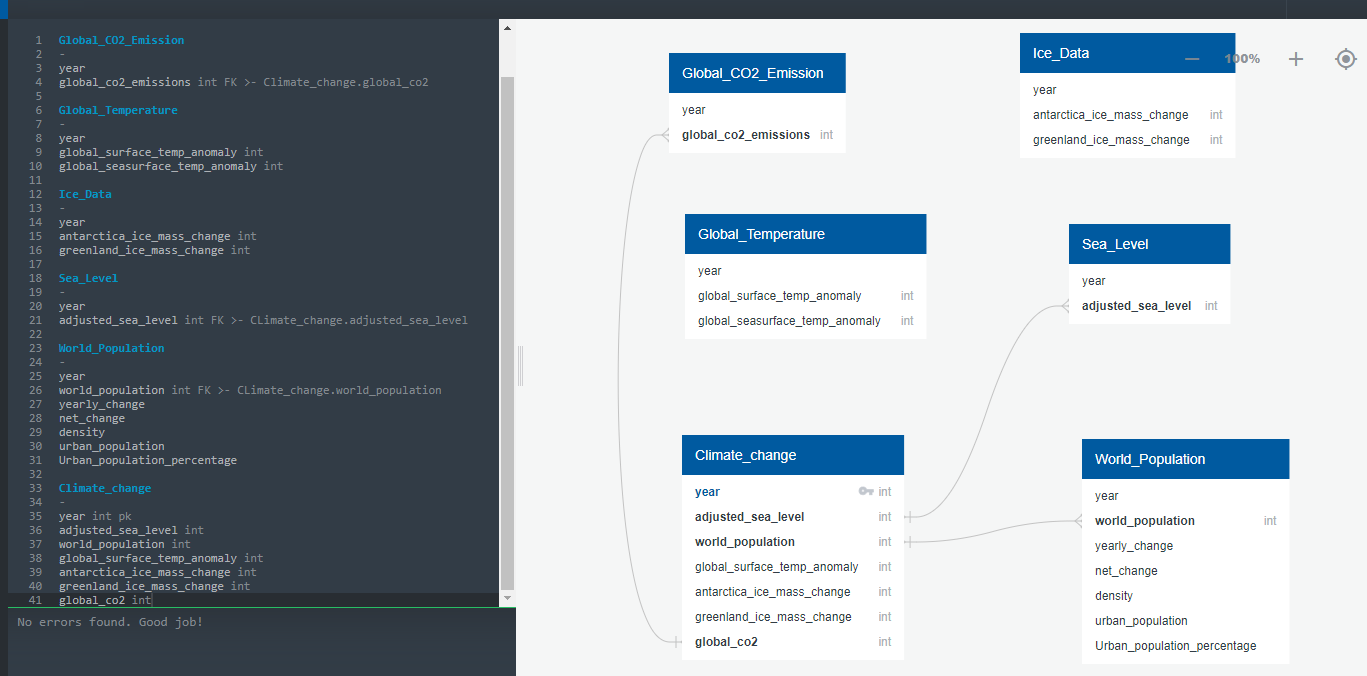 1 Global_CO2_Emission
2 -
3 year
4 global_co2_emissions int FK >- Climate_change.global_co2
5
6 Global_Temperature
7 -
8 year
9 global_surface_temp_anomaly int
10 global_seasurface_temp_anomaly int
11
12 Ice_Data
13 -
14 year
15 antarctica_ice_mass_change int
16 greenland_ice_mass_change int
17
18 Sea_Level
19 -
20 year
21 adjusted_sea_level int FK >- CLimate_change.adjusted_sea_level
22
23 World_Population
24 -
25 year
26 world_population int FK >- CLimate_change.world_population
27 yearly_change
28 net_change
29 density
30 urban_population
31 Urban_population_percentage
32
33 Climate_change
34 -
35 year int pk
36 adjusted_sea_level int
37 world_population int
38 global_surface_temp_anomaly int
39 antarctica_ice_mass_change int
40 greenland_ice_mass_change int
41 global_co2 int
No errors found. Good job!
Global_CO2_Emission
year
global_co2_emissions int
Ice_Data
100%
year
antarctica_ice_mass_change int
greenland_ice_mass_change int
Global_Temperature
year
global_surface_temp_anomaly int
global_seasurface_temp_anomaly int
Sea_Level
year
adjusted_sea_level int
Climate_change
year int
adjusted_sea_level int
world_population int
global_surface_temp_anomaly int
antarctica_ice_mass_change int
greenland_ice_mass_change int
global_co2 int
World_Population
year
world_population int
yearly_change
net_change
density
urban_population
Urban_population_percentage